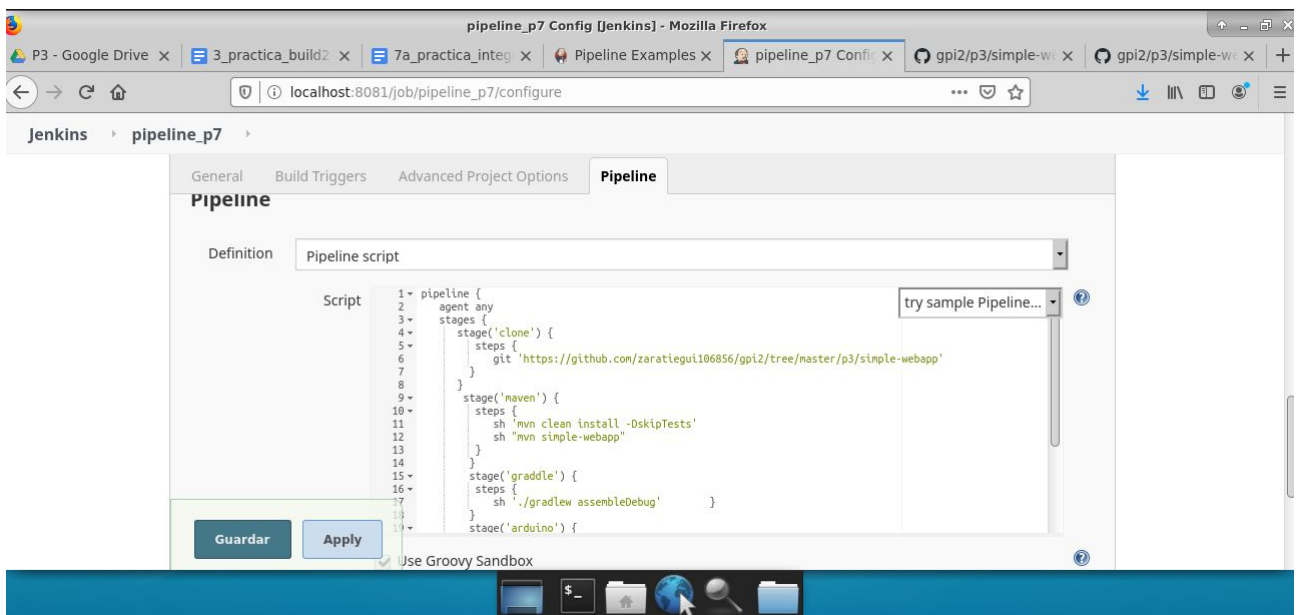 pipeline_p7 Config [Jenkins] - Mozilla Firefox
P3 - Google Drive
3_practica_build2
7a_practica_integ
Pipeline Examples
pipeline_p7 Config
gpi2/p3/simple-we
gpi2/p3/simple-we
localhost:8081/job/pipeline_p7/configure
Jenkins pipeline_p7
General Build Triggers Advanced Project Options Pipeline
Pipeline
Definition Pipeline script
Script
try sample Pipeline...
1 pipeline {
2 agent any
3 stages {
4 stage('clone') {
5 steps {
6 git 'https://github.com/zaratiegui106856/gpi2/tree/master/p3/simple-webapp'
7 }
8 }
9 stage('maven') {
10 steps {
11 sh 'mvn clean install -DskipTests'
12 sh "mvn simple-webapp"
13 }
14 }
15 stage('graddle') {
16 steps {
17 sh './gradlew assembleDebug' }
18 }
19 stage('arduino') {
Guardar Apply
Use Groovy Sandbox